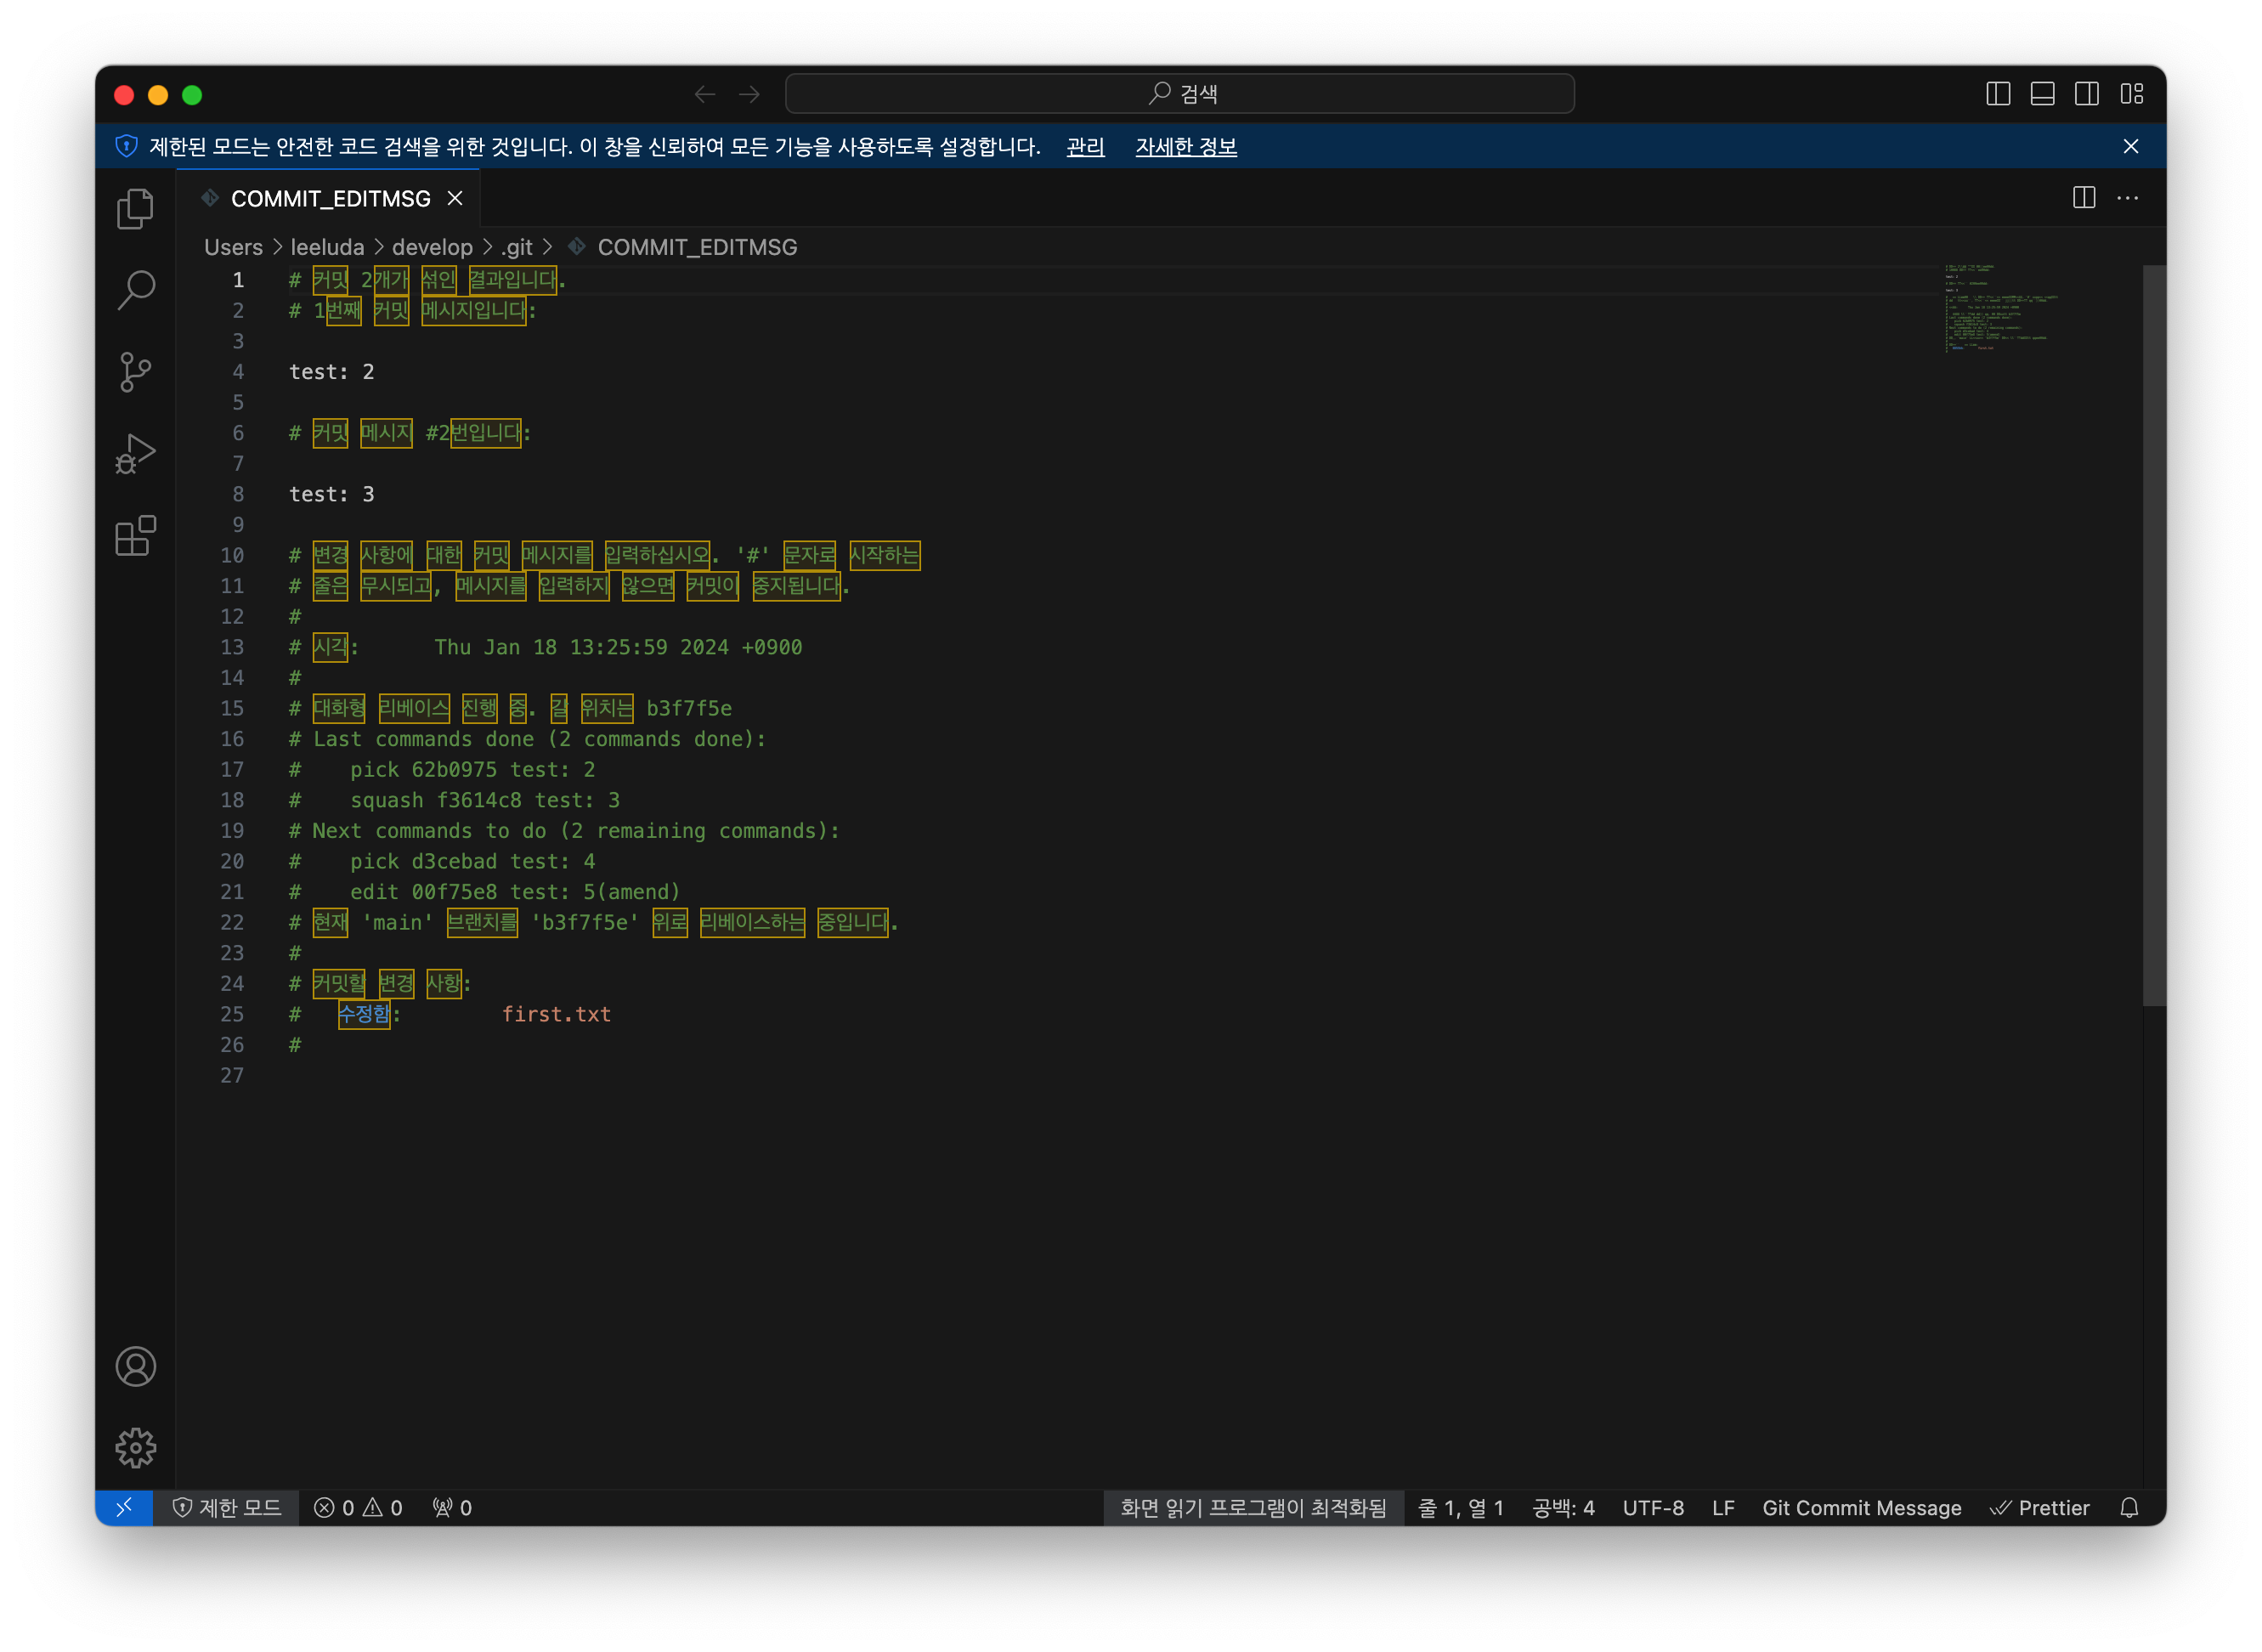 검색
제한된 모드는 안전한 코드 검색을 위한 것입니다. 이 창을 신뢰하여 모든 기능을 사용하도록 설정합니다. 관리 자세한 정보
COMMIT_EDITMSG
Users > leeluda > develop > .git > COMMIT_EDITMSG
1 # 커밋 2개가 섞인 결과입니다.
2 # 1번째 커밋 메시지입니다:
3
4 test: 2
5
6 # 커밋 메시지 #2번입니다:
7
8 test: 3
9
10 # 변경 사항에 대한 커밋 메시지를 입력하십시오. '#' 문자로 시작하는
11 # 줄은 무시되고, 메시지를 입력하지 않으면 커밋이 중지됩니다.
12 #
13 # 시각:      Thu Jan 18 13:25:59 2024 +0900
14 #
15 # 대화형 리베이스 진행 중. 갈 위치는 b3f7f5e
16 # Last commands done (2 commands done):
17 #    pick 62b0975 test: 2
18 #    squash f3614c8 test: 3
19 # Next commands to do (2 remaining commands):
20 #    pick d3cebad test: 4
21 #    edit 00f75e8 test: 5(amend)
22 # 현재 'main' 브랜치를 'b3f7f5e' 위로 리베이스하는 중입니다.
23 #
24 # 커밋할 변경 사항:
25 #   수정함:        first.txt
26 #
27
제한 모드 0 0 0 화면 읽기 프로그램이 최적화됨 줄 1, 열 1 공백: 4 UTF-8 LF Git Commit Message Prettier